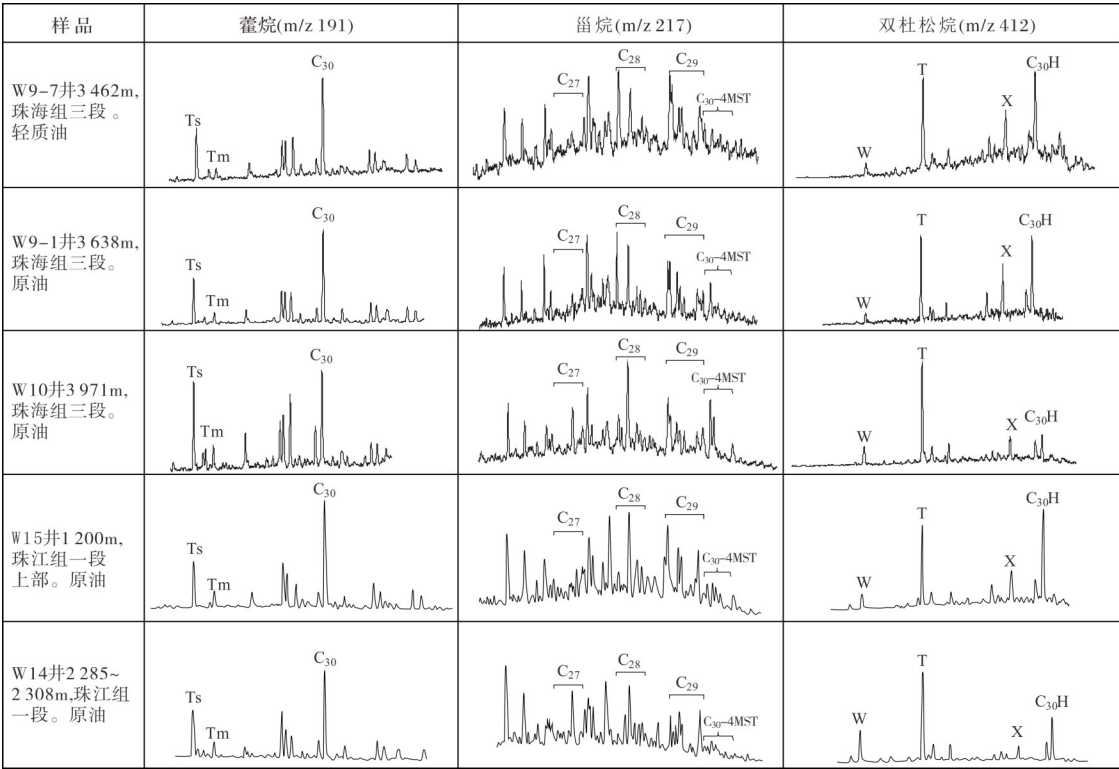 样品
藿烷(m/z 191)
甾烷(m/z 217)
双杜松烷(m/z 412)
W9-7井3 462m,
珠海组三段 。
轻质油
Ts
Tm
C₃₀
C₂₇
C₂₈
C₂₉
C₃₀-4MST
W
T
X
C₃₀H
W9-1井3 638m,
珠海组三段。
原油
Ts
Tm
C₃₀
C₂₇
C₂₈
C₂₉
C₃₀-4MST
W
T
X
C₃₀H
W10井3 971m,
珠海组三段。
原油
Ts
Tm
C₃₀
C₂₇
C₂₈
C₂₉
C₃₀-4MST
W
T
X
C₃₀H
W15井1 200m,
珠江组一段
上部。原油
Ts
Tm
C₃₀
C₂₇
C₂₈
C₂₉
C₃₀-4MST
W
T
X
C₃₀H
W14井2 285~
2 308m,珠江组
一段。原油
Ts
Tm
C₃₀
C₂₇
C₂₈
C₂₉
C₃₀-4MST
W
T
X
C₃₀H